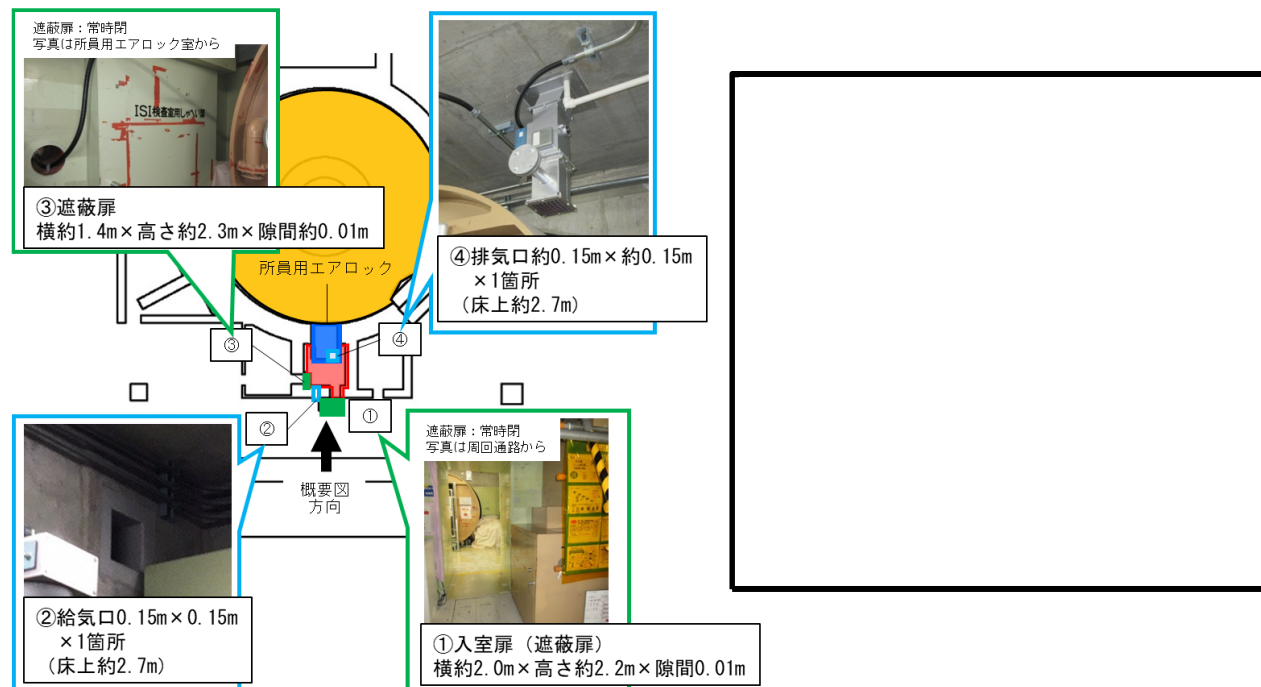 遮蔽扉：常時閉
写真は所員用エアロック室から
ISI検査室用しゃへい扉
③遮蔽扉
横約1.4m×高さ約2.3m×隙間約0.01m
④排気口約0.15m×約0.15m
×1箇所
（床上約2.7m）
所員用エアロック
③
④
②
①
概要図
方向
②給気口0.15m×0.15m
×1箇所
（床上約2.7m）
遮蔽扉：常時閉
写真は周回通路から
①入室扉（遮蔽扉）
横約2.0m×高さ約2.2m×隙間0.01m